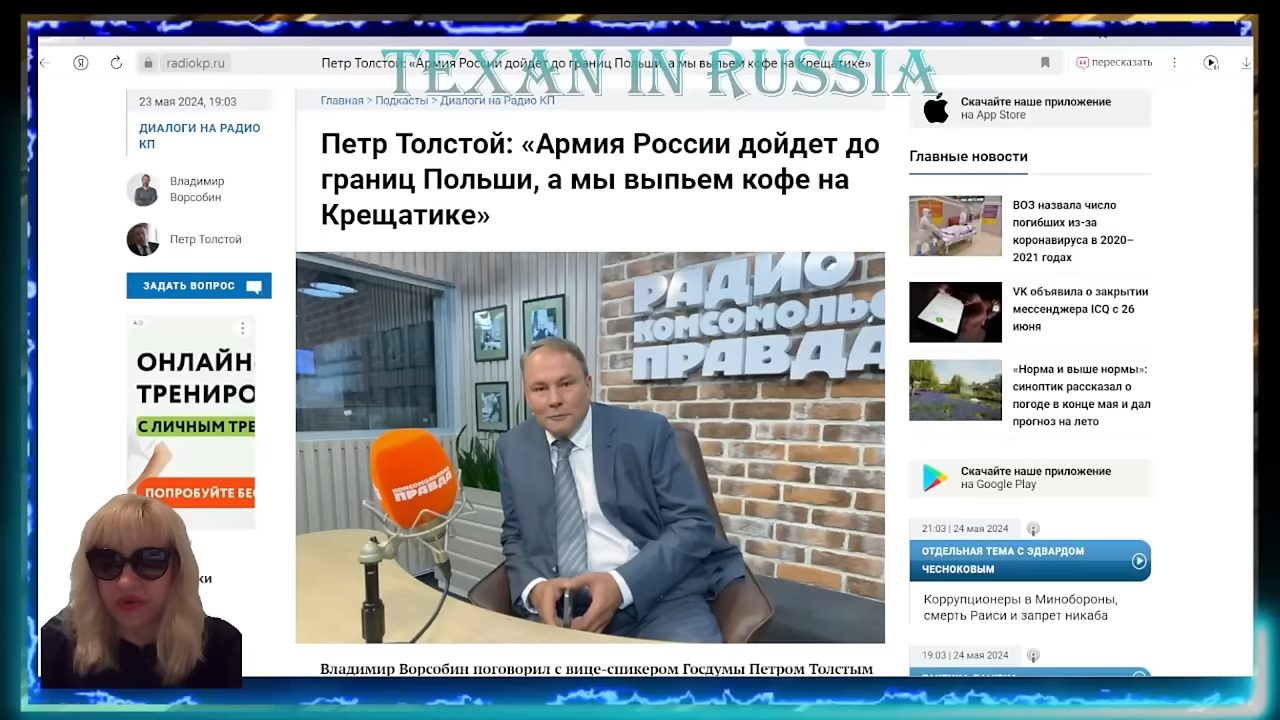 TEXAN IN RUSSIA
radiokp.ru
Петр Толстой: «Армия России дойдет до границ Польши, а мы выпьем кофе на Крещатике»
пересказать
23 мая 2024, 19:03
ДИАЛОГИ НА РАДИО
КП
Владимир
Ворсобин
Петр Толстой
ЗАДАТЬ ВОПРОС
ОНЛАЙН
ТРЕНИРО
С ЛИЧНЫМ ТРЕ
ПОПРОБУЙТЕ БЕС
ки
Главная > Подкасты > Диалоги на Радио КП
Петр Толстой: «Армия России дойдет до
границ Польши, а мы выпьем кофе на
Крещатике»
РАДИО
КОМСОМОЛЬС
ПРАВДА
КОМСОМОЛЬСКАЯ
ПРАВДА
Владимир Ворсобин поговорил с вице-спикером Госдумы Петром Толстым
Скачайте наше приложение
на App Store
Главные новости
ВОЗ назвала число
погибших из-за
коронавируса в 2020–
2021 годах
VK объявила о закрытии
мессенджера ICQ с 26
июня
«Норма и выше нормы»:
синоптик рассказал о
погоде в конце мая и дал
прогноз на лето
Скачайте наше приложение
на Google Play
21:03 | 24 мая 2024
ОТДЕЛЬНАЯ ТЕМА С ЭДВАРДОМ
ЧЕСНОКОВЫМ
Коррупционеры в Минобороны,
смерть Раиси и запрет никаба
19:03 | 24 мая 2024